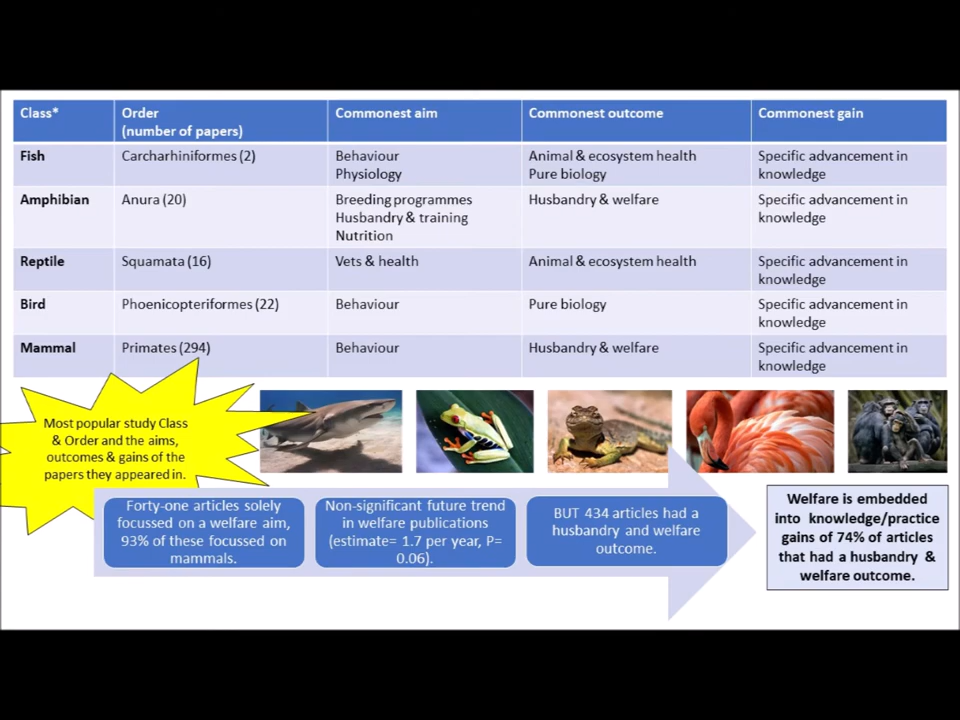 Class* Order Commonest aim Commonest outcome Commonest gain
(number of papers)
Fish Carcharhiniformes (2) Behaviour Animal & ecosystem health Specific advancement in
Physiology Pure biology knowledge
Amphibian Anura (20) Breeding programmes Husbandry & welfare Specific advancement in
Husbandry & training knowledge
Nutrition
Reptile Squamata (16) Vets & health Animal & ecosystem health Specific advancement in
knowledge
Bird Phoenicopteriformes (22) Behaviour Pure biology Specific advancement in
knowledge
Mammal Primates (294) Behaviour Husbandry & welfare Specific advancement in
knowledge
Most popular study Class
& Order and the aims,
outcomes & gains of the
papers they appeared in.
Forty-one articles solely
focussed on a welfare aim,
93% of these focussed on
mammals.
Non-significant future trend
in welfare publications
(estimate= 1.7 per year, P=
0.06).
BUT 434 articles had a
husbandry and welfare
outcome.
Welfare is embedded
into knowledge/practice
gains of 74% of articles
that had a husbandry &
welfare outcome.